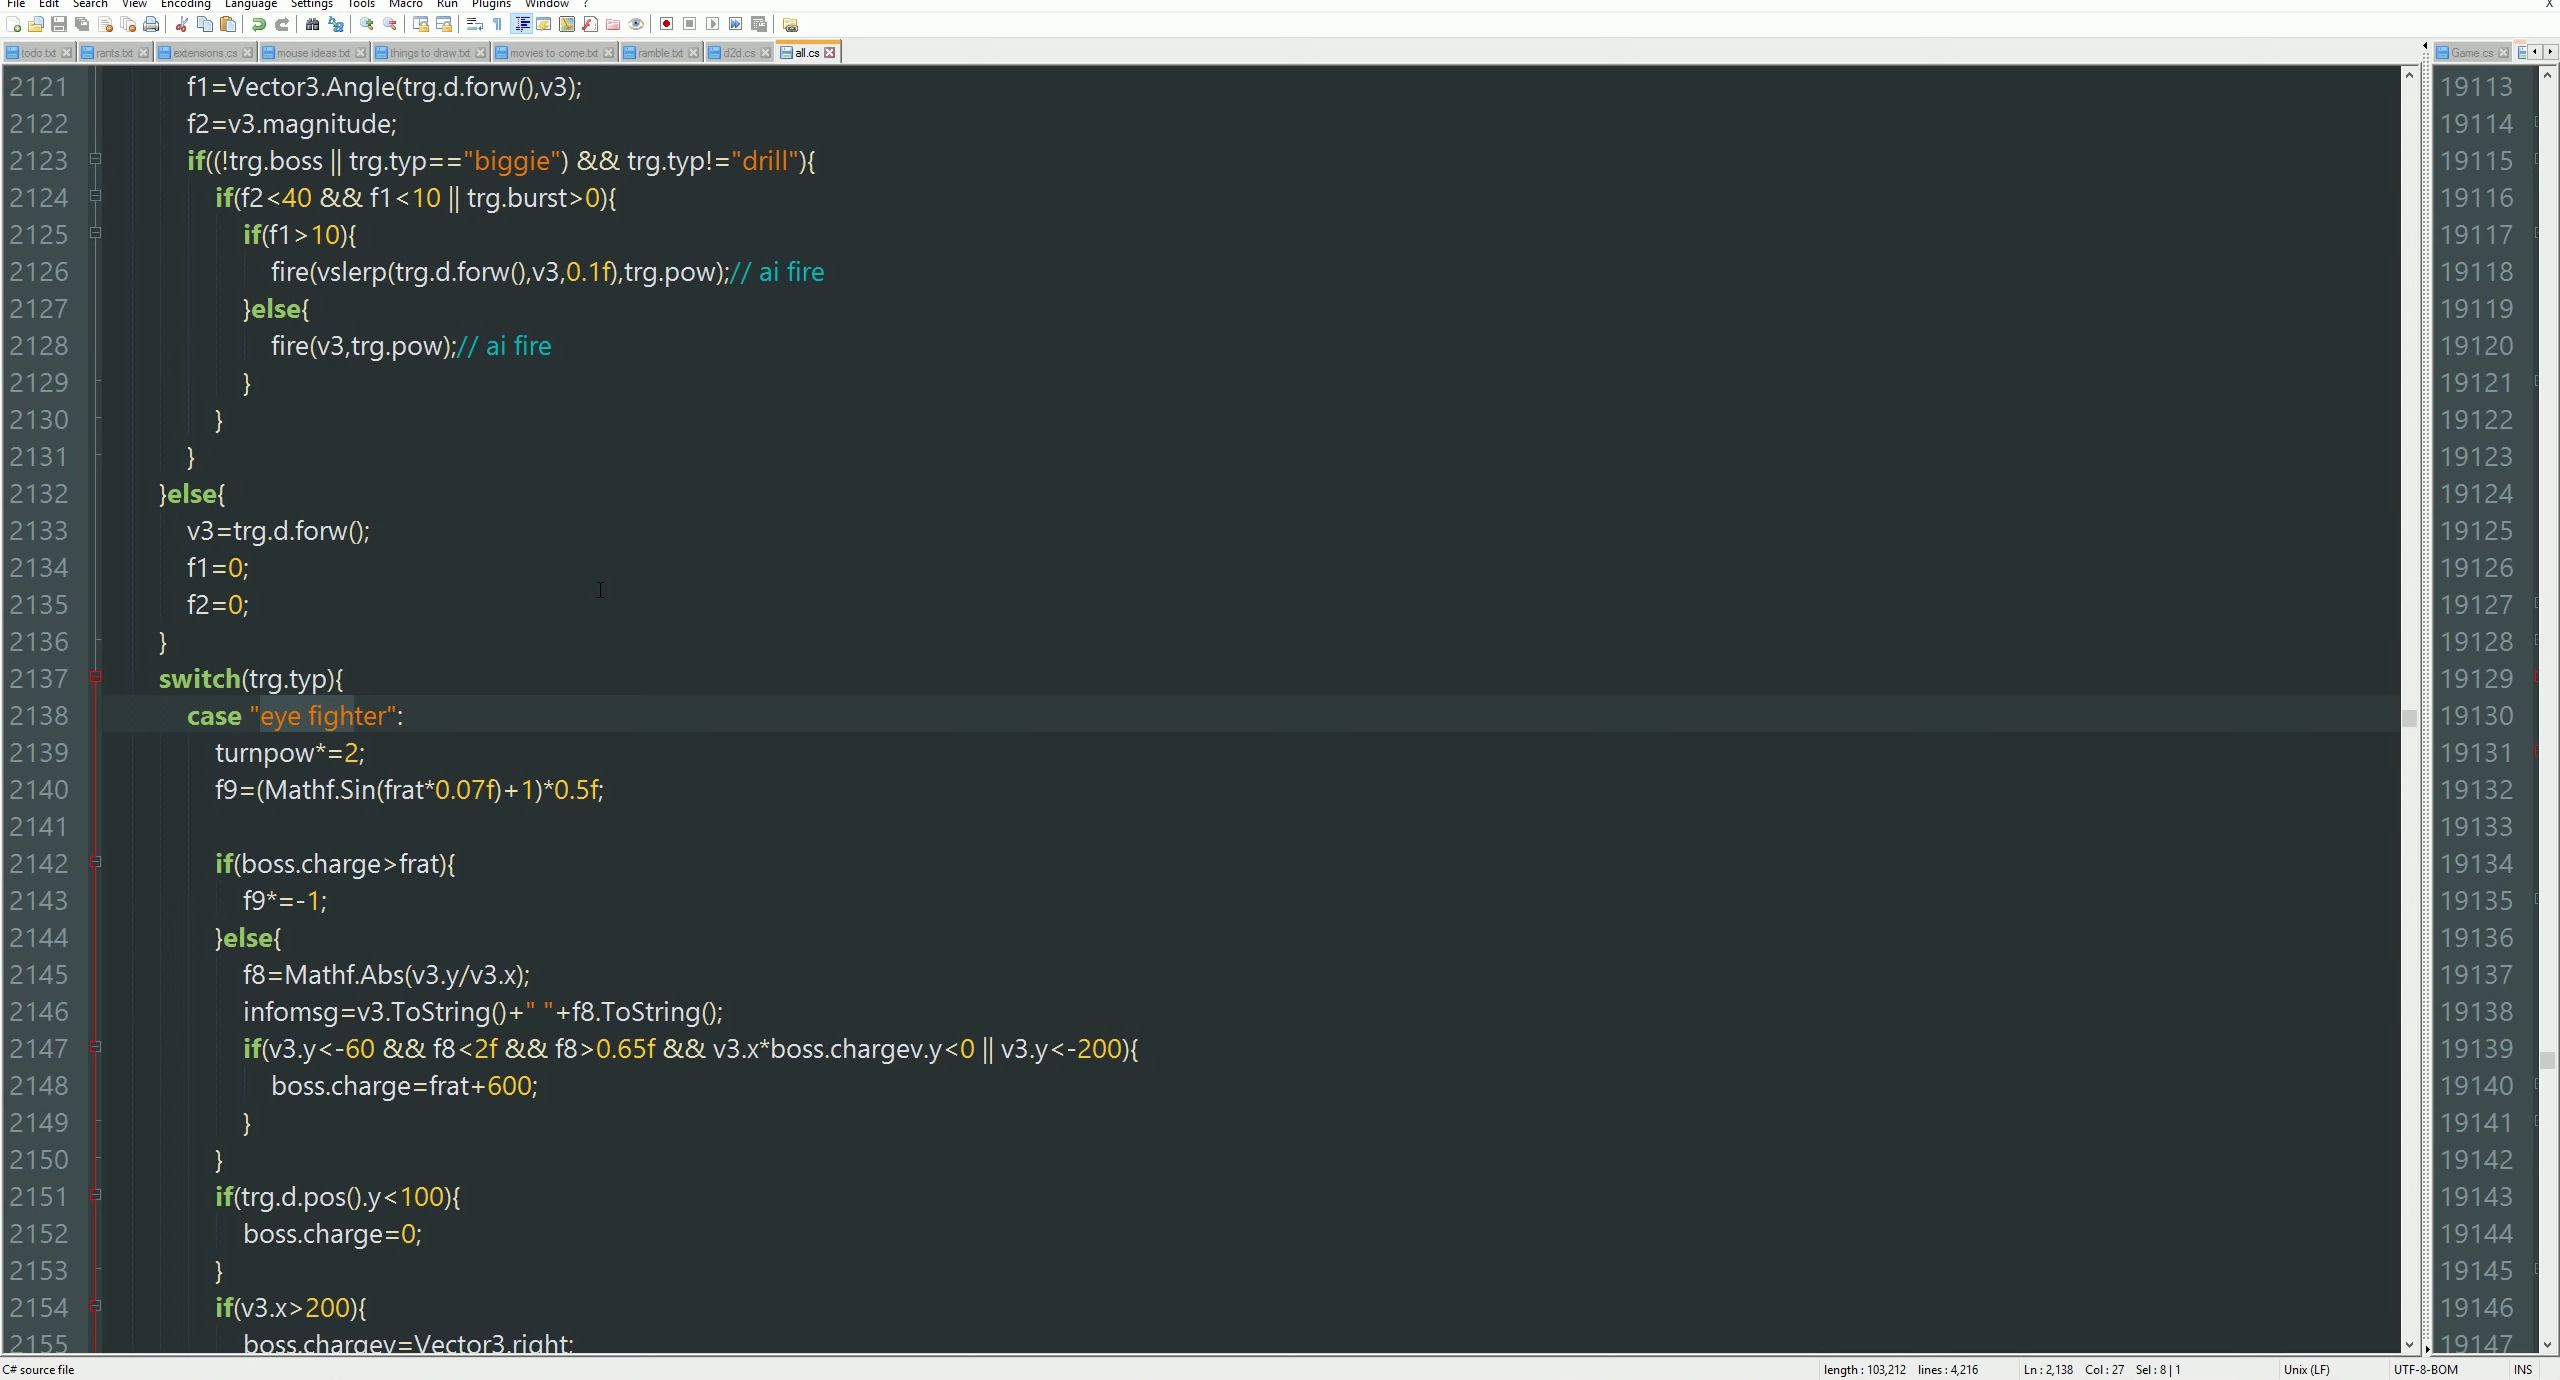 File Edit Search View Encoding Language Settings Tools Macro Run Plugins Window ? X
todo.txt rants.txt extensions.cs mouse ideas.txt things to draw.txt movies to come.txt ramble.txt d2d.cs all.cs Game.cs
2121 f1=Vector3.Angle(trg.d.forw(),v3); 19113
2122 f2=v3.magnitude; 19114
2123 if((!trg.boss || trg.typ=="biggie") && trg.typ!="drill"){ 19115
2124 if(f2<40 && f1<10 || trg.burst>0){ 19116
2125 if(f1>10){ 19117
2126 fire(vslerp(trg.d.forw(),v3,0.1f),trg.pow);// ai fire 19118
2127 }else{ 19119
2128 fire(v3,trg.pow);// ai fire 19120
2129 } 19121
2130 } 19122
2131 } 19123
2132 }else{ 19124
2133 v3=trg.d.forw(); 19125
2134 f1=0; 19126
2135 f2=0; 19127
2136 } 19128
2137 switch(trg.typ){ 19129
2138 case "eye fighter": 19130
2139 turnpow*=2; 19131
2140 f9=(Mathf.Sin(frat*0.07f)+1)*0.5f; 19132
2141 19133
2142 if(boss.charge>frat){ 19134
2143 f9*=-1; 19135
2144 }else{ 19136
2145 f8=Mathf.Abs(v3.y/v3.x); 19137
2146 infomsg=v3.ToString()+" "+f8.ToString(); 19138
2147 if(v3.y<-60 && f8<2f && f8>0.65f && v3.x*boss.chargev.y<0 || v3.y<-200){ 19139
2148 boss.charge=frat+600; 19140
2149 } 19141
2150 } 19142
2151 if(trg.d.pos().y<100){ 19143
2152 boss.charge=0; 19144
2153 } 19145
2154 if(v3.x>200){ 19146
2155 boss.chargev=Vector3.right; 19147
C# source file length : 103,212 lines : 4,216 Ln : 2,138 Col : 27 Sel : 8 | 1 Unix (LF) UTF-8-BOM INS